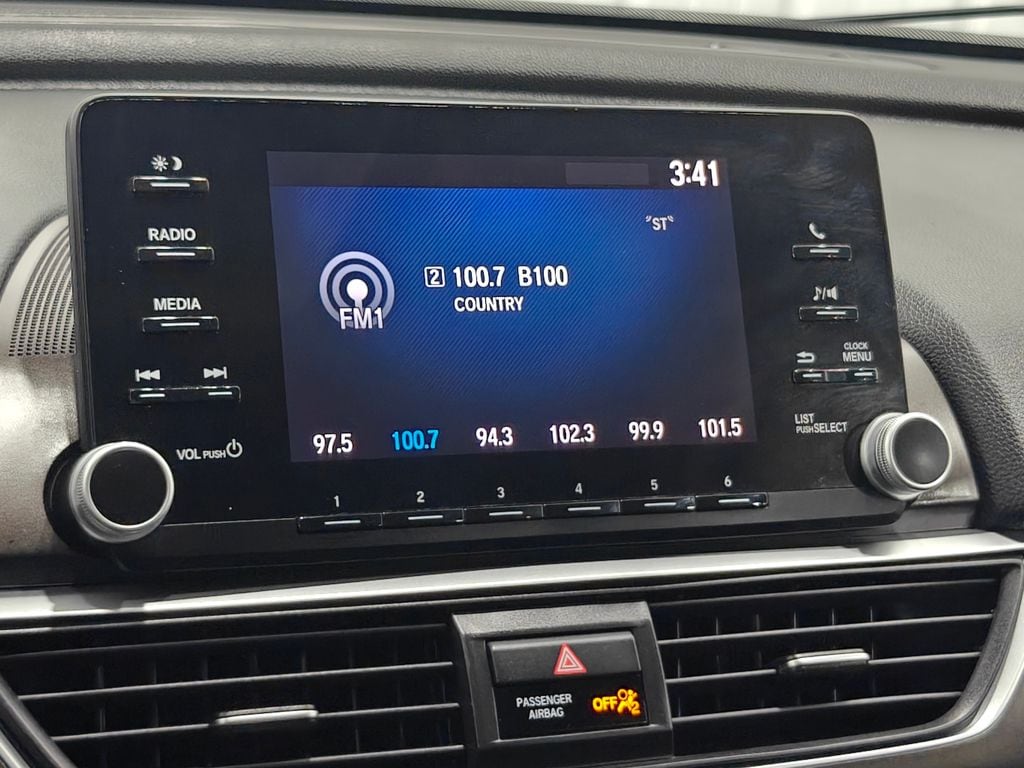 3:41
RADIO
"ST"
2 100.7 B100
COUNTRY
FM1
MEDIA
CLOCK
MENU
LIST
PUSH SELECT
VOL PUSH
97.5 100.7 94.3 102.3 99.9 101.5
1 2 3 4 5 6
PASSENGER
AIRBAG
OFF 2